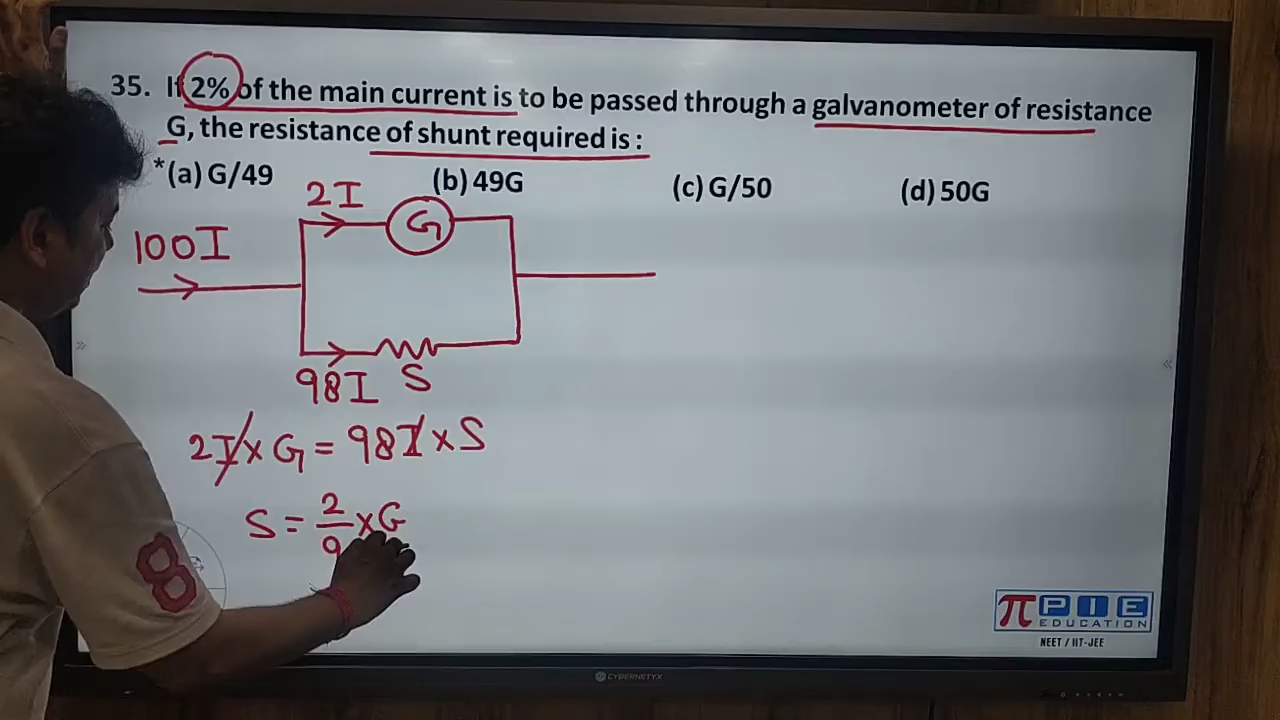 35. If 2% of the main current is to be passed through a galvanometer of resistance
G, the resistance of shunt required is :
*(a) G/49 (b) 49G (c) G/50 (d) 50G
2I
G
100I
98I S
2I × G = 98I × S
S = 2/9 × G
π PIE
EDUCATION
NEET / IIT-JEE
CYBERNETYX
8